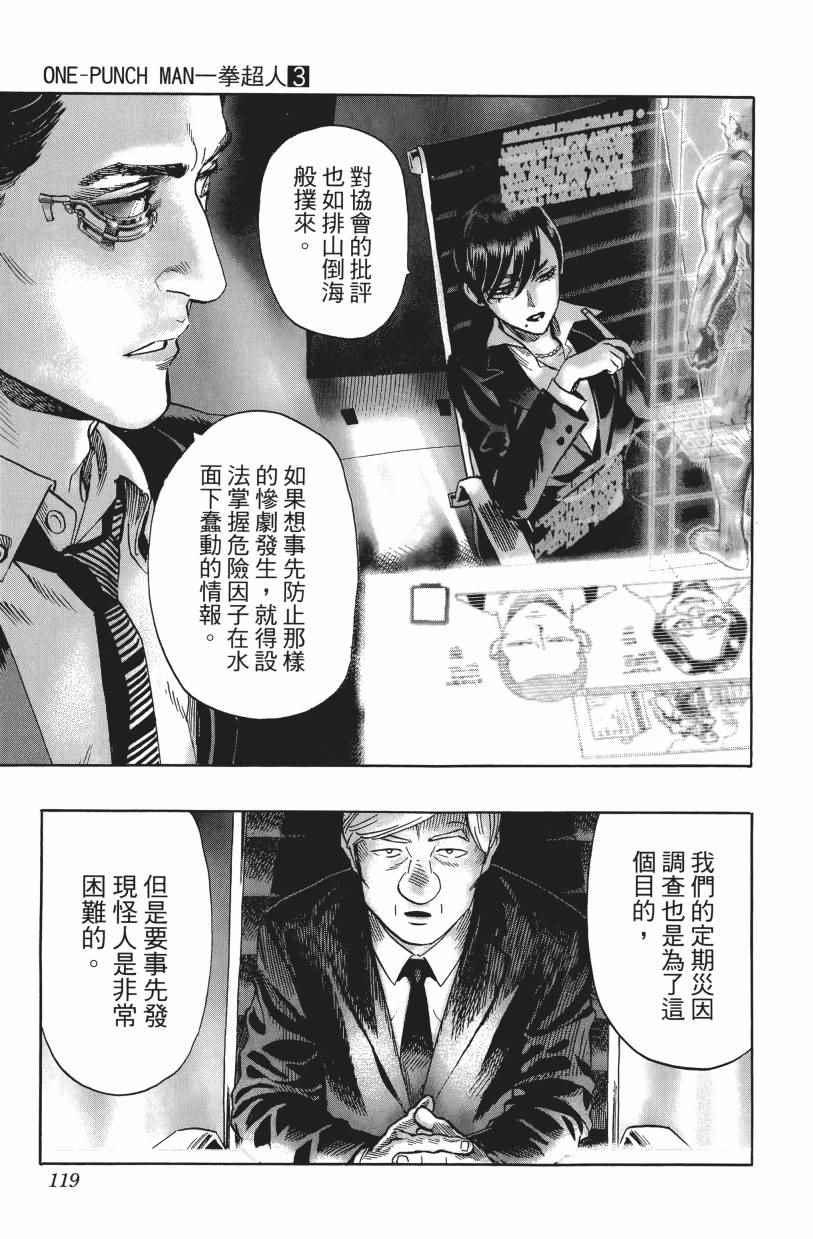 ONE-PUNCH MAN一拳超人3
對協會的批評
也如排山倒海
般撲來。
如果想事先防止那樣
的慘劇發生，就得設
法掌握危險因子在水
面下蠢動的情報。
我們的定期災因
調查也是為了這
個目的，
但是要事先發
現怪人是非常
困難的。
119